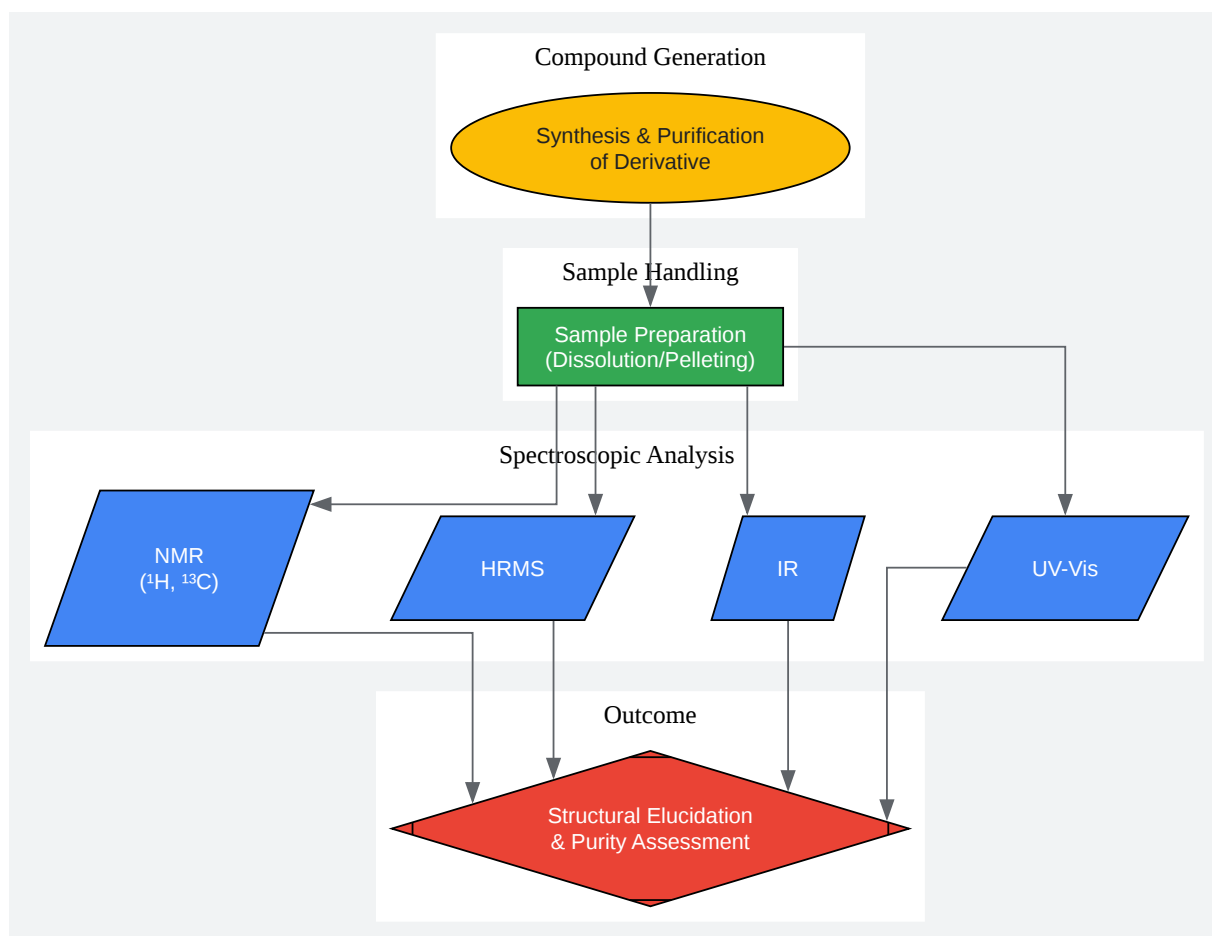 Compound Generation
Synthesis & Purification
of Derivative
Sample Handling
Sample Preparation
(Dissolution/Pelleting)
Spectroscopic Analysis
NMR
(¹H, ¹³C)
HRMS
IR
UV-Vis
Outcome
Structural Elucidation
& Purity Assessment